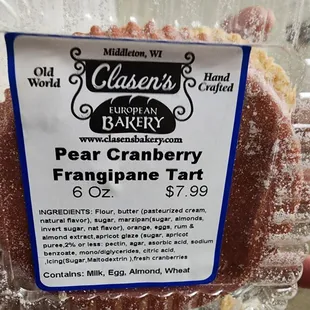 Middleton, WI
Old World
Clasen's
Hand Crafted
EUROPEAN
BAKERY
www.clasensbakery.com
Pear Cranberry
Frangipane Tart
6 Oz. $7.99
INGREDIENTS: Flour, butter (pasteurized cream,
natural flavor), sugar, marzipan(sugar, almonds,
invert sugar, nat flavor), orange, eggs, rum &
almond extract,apricot glaze (sugar, apricot
puree,2% or less: pectin, agar, asorbic acid, sodium
benzoate, mono/diglycerides, citric acid,
,Icing(Sugar,Maltodextrin ),fresh cranberries
Contains: Milk, Egg, Almond, Wheat